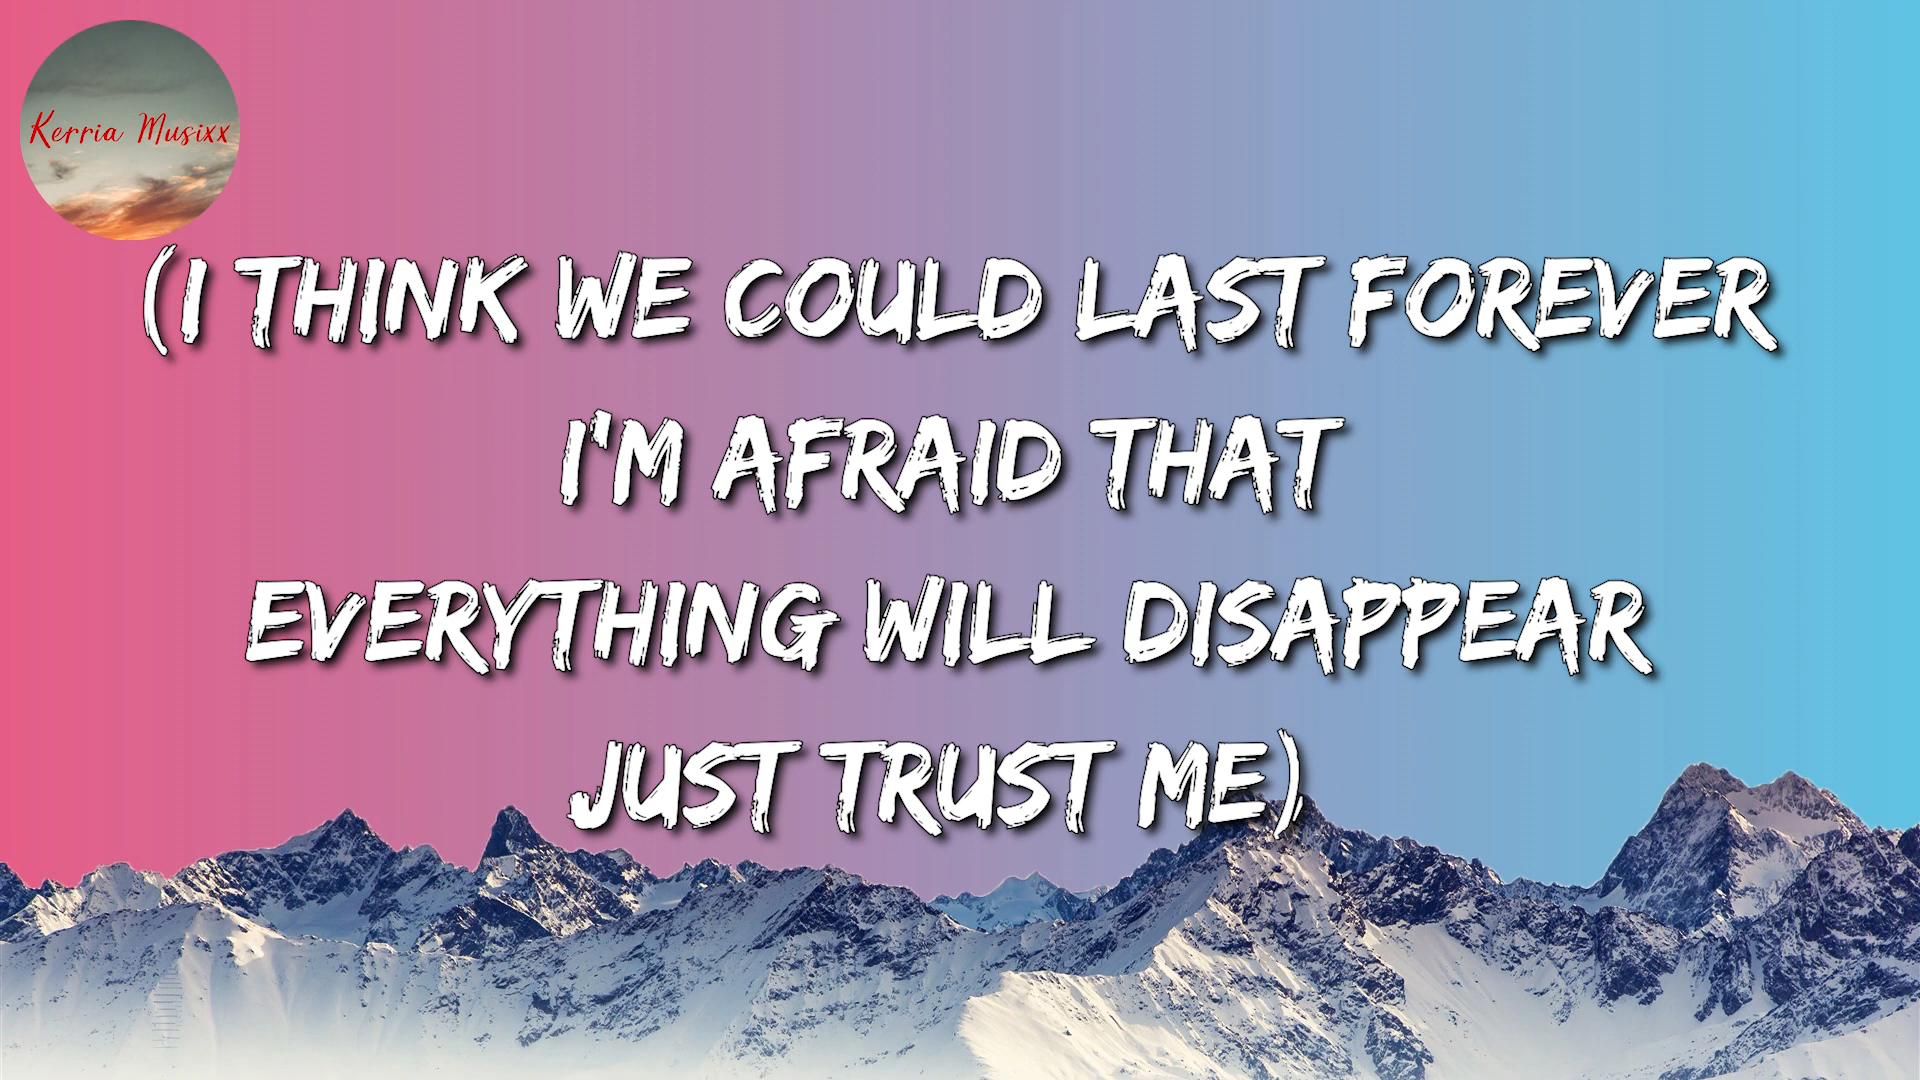 Kerria Musixx
(I THINK WE COULD LAST FOREVER
I'M AFRAID THAT
EVERYTHING WILL DISAPPEAR
JUST TRUST ME)